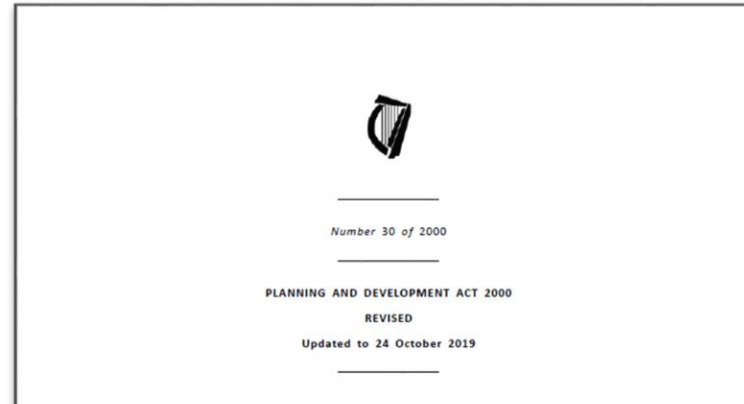 Number 30 of 2000
PLANNING AND DEVELOPMENT ACT 2000
REVISED
Updated to 24 October 2019